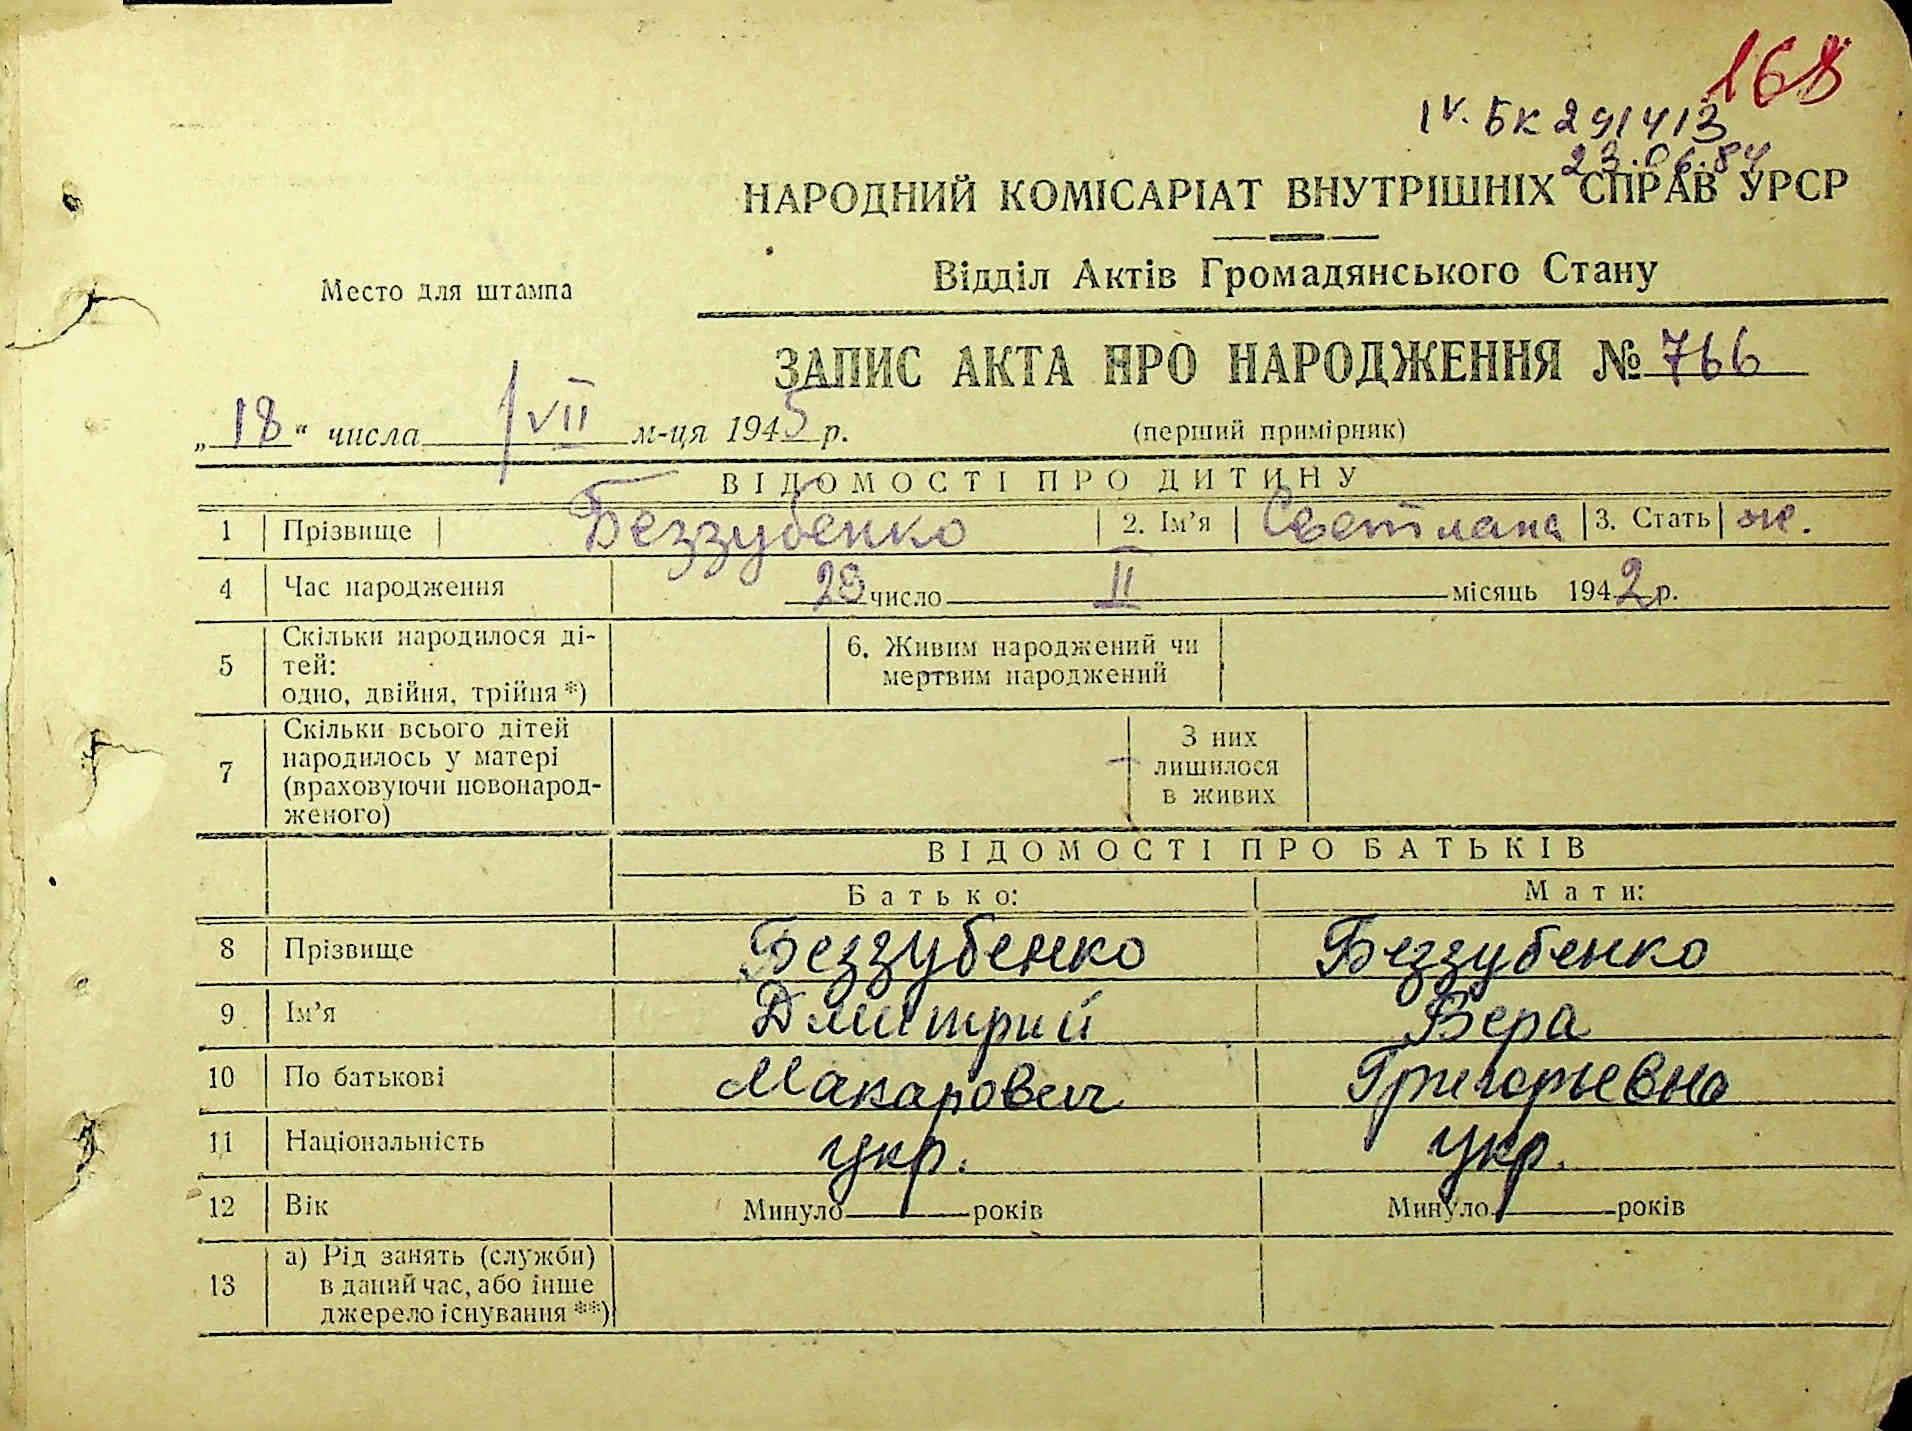 168
IV. БК 291413
23.06.84
НАРОДНИЙ КОМІСАРІАТ ВНУТРІШНІХ СПРАВ УРСР
Відділ Актів Громадянського Стану
Место для штампа
ЗАПИС АКТА ПРО НАРОДЖЕННЯ № 766
„18“ числа VII м-ця 1945 р.
(перший примірник)
ВІДОМОСТІ ПРО ДИТИНУ
1 Прізвище Беззубенко 2. Ім'я Светлана 3. Стать ж.
4 Час народження 28 число II місяць 1942 р.
5 Скільки народилося ді-
тей:
одно, двійня, трійня *)
6. Живим народжений чи
мертвим народжений
7 Скільки всього дітей
народилось у матері
(враховуючи новонарод-
женого)
З них
лишилося
в живих
ВІДОМОСТІ ПРО БАТЬКІВ
Батько: Мати:
8 Прізвище Беззубенко Беззубенко
9 Ім'я Дмитрий Вера
10 По батькові Макарович Григорьевна
11 Національність укр. укр.
12 Вік Минуло років Минуло років
13 а) Рід занять (служби)
в даний час, або інше
джерело існування **)